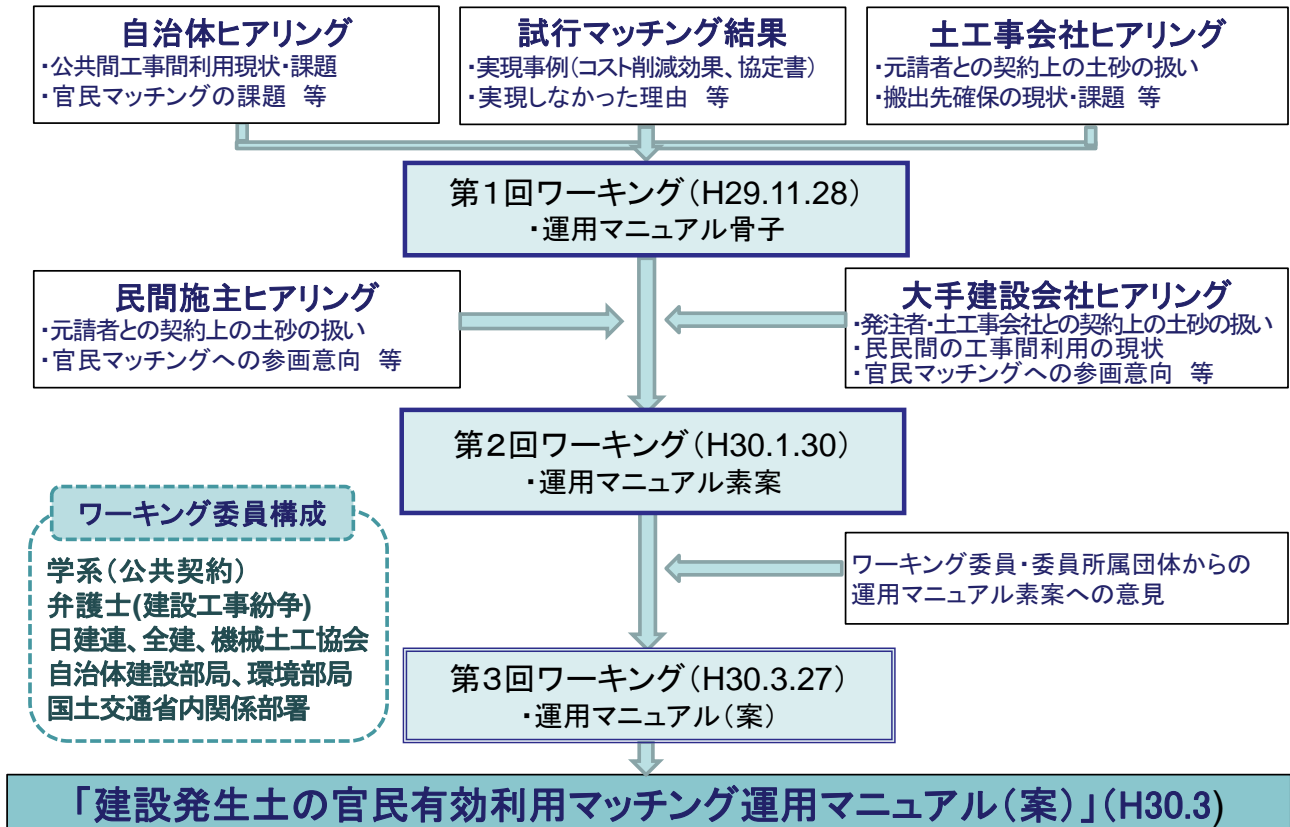 自治体ヒアリング
・公共間工事間利用現状・課題
・官民マッチングの課題 等
試行マッチング結果
・実現事例(コスト削減効果、協定書)
・実現しなかった理由 等
土工事会社ヒアリング
・元請者との契約上の土砂の扱い
・搬出先確保の現状・課題 等
第1回ワーキング(H29.11.28)
・運用マニュアル骨子
民間施主ヒアリング
・元請者との契約上の土砂の扱い
・官民マッチングへの参画意向 等
大手建設会社ヒアリング
・発注者・土工事会社との契約上の土砂の扱い
・民民間の工事間利用の現状
・官民マッチングへの参画意向 等
第2回ワーキング(H30.1.30)
・運用マニュアル素案
ワーキング委員構成
学系(公共契約)
弁護士(建設工事紛争)
日建連、全建、機械土工協会
自治体建設部局、環境部局
国土交通省内関係部署
ワーキング委員・委員所属団体からの
運用マニュアル素案への意見
第3回ワーキング(H30.3.27)
・運用マニュアル(案)
「建設発生土の官民有効利用マッチング運用マニュアル(案)」(H30.3)